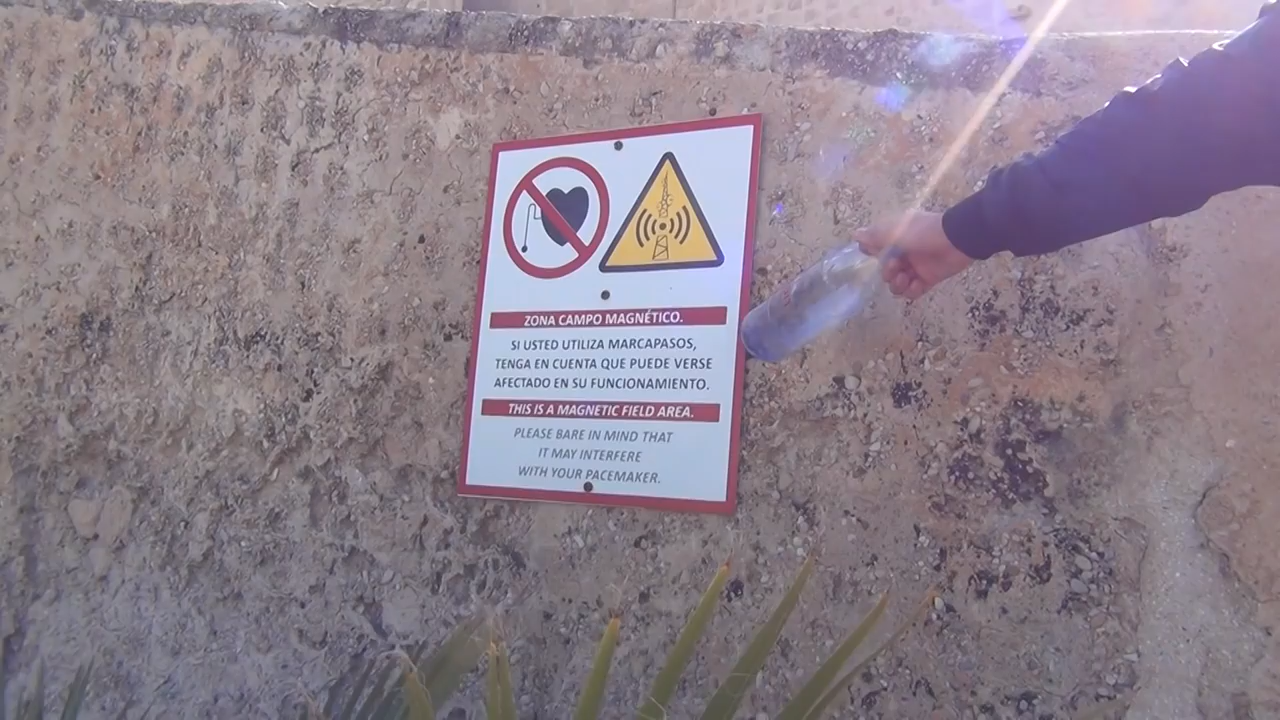 ZONA CAMPO MAGNÉTICO.
SI USTED UTILIZA MARCAPASOS,
TENGA EN CUENTA QUE PUEDE VERSE
AFECTADO EN SU FUNCIONAMIENTO.
THIS IS A MAGNETIC FIELD AREA.
PLEASE BARE IN MIND THAT
IT MAY INTERFERE
WITH YOUR PACEMAKER.